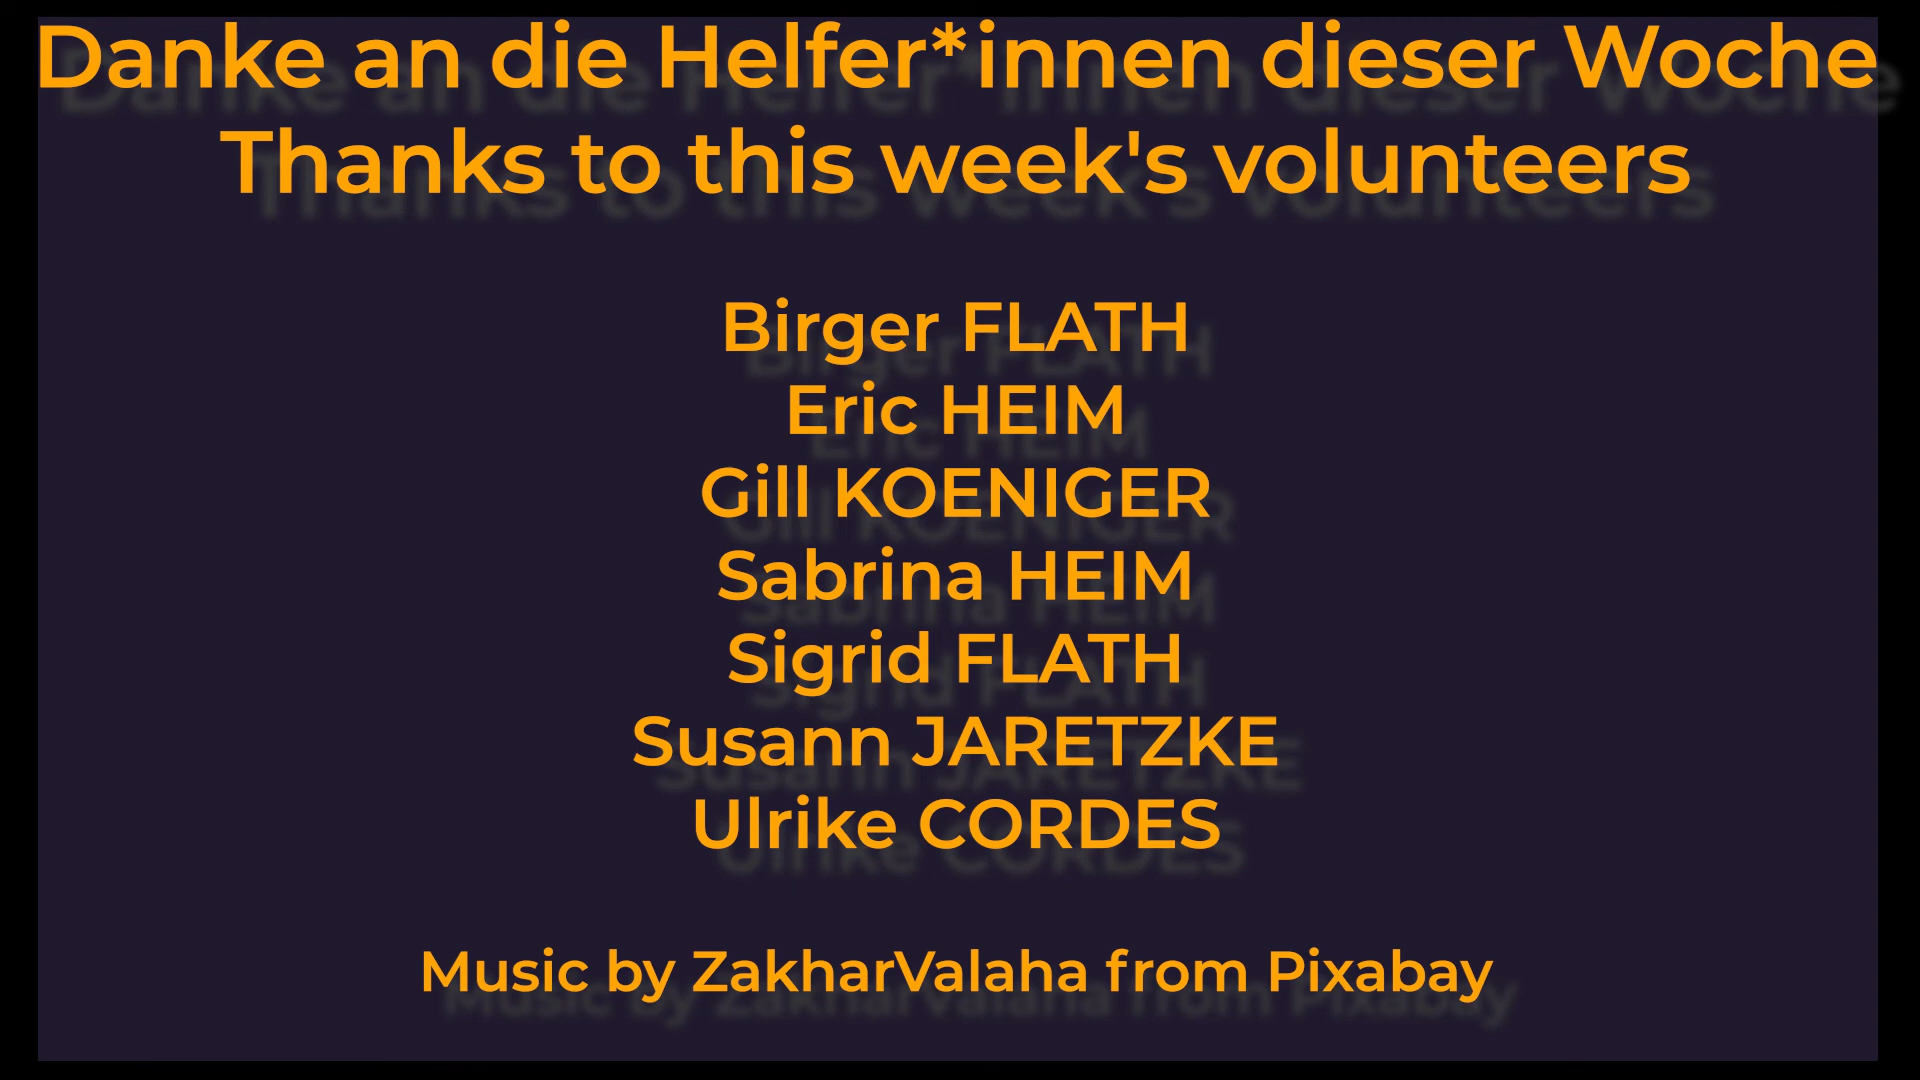 Danke an die Helfer*innen dieser Woche
Thanks to this week's volunteers
Birger FLATH
Eric HEIM
Gill KOENIGER
Sabrina HEIM
Sigrid FLATH
Susann JARETZKE
Ulrike CORDES
Music by ZakharValaha from Pixabay